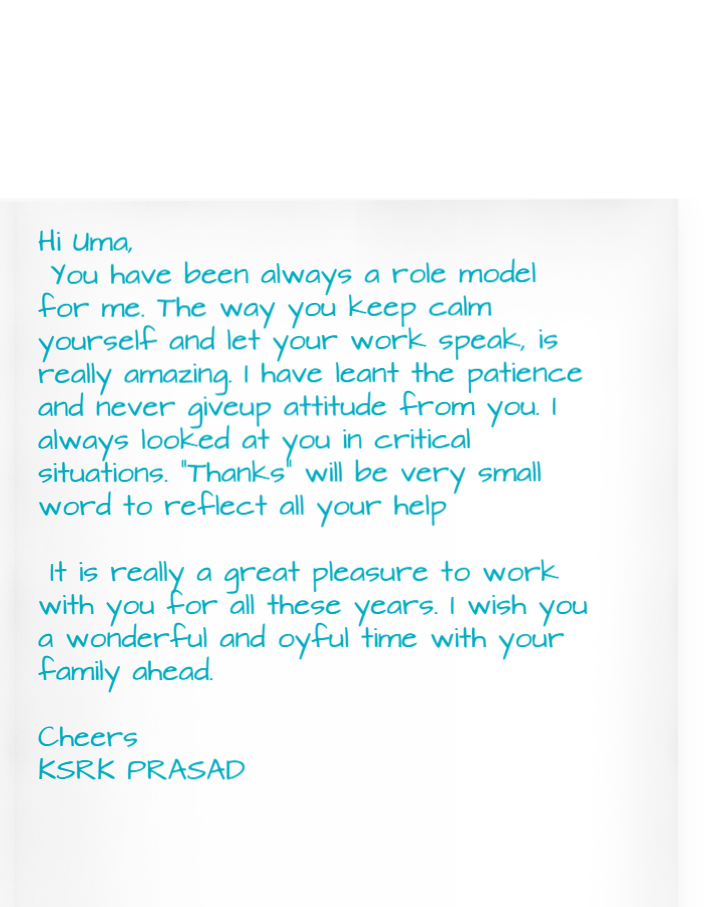 Hi Uma,
You have been always a role model
for me. The way you keep calm
yourself and let your work speak, is
really amazing. I have leant the patience
and never giveup attitude from you. I
always looked at you in critical
situations. "Thanks" will be very small
word to reflect all your help
It is really a great pleasure to work
with you for all these years. I wish you
a wonderful and oyful time with your
family ahead.
Cheers
KSRK PRASAD